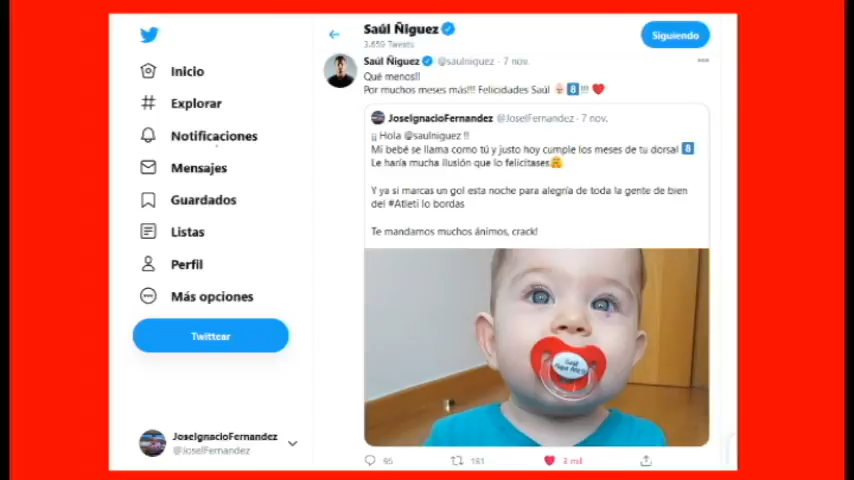 Saúl Ñiguez
3.659 Tweets
Siguiendo
Inicio
Explorar
Notificaciones
Mensajes
Guardados
Listas
Perfil
Más opciones
Twittear
JoseIgnacioFernandez
@JoselFernandez
Saúl Ñiguez @saulniguez · 7 nov.
Qué menos!!
Por muchos meses más!!! Felicidades Saúl 👶🏻 8️⃣!!! ❤️
JoseIgnacioFernandez @JoselFernandez · 7 nov.
¡¡ Hola @saulniguez !!
Mi bebé se llama como tú y justo hoy cumple los meses de tu dorsal 8️⃣
Le haría mucha ilusión que lo felicitases🤗
Y ya si marcas un gol esta noche para alegría de toda la gente de bien
del #Atleti lo bordas
Te mandamos muchos ánimos, crack!
Saúl
95 181 3 mil